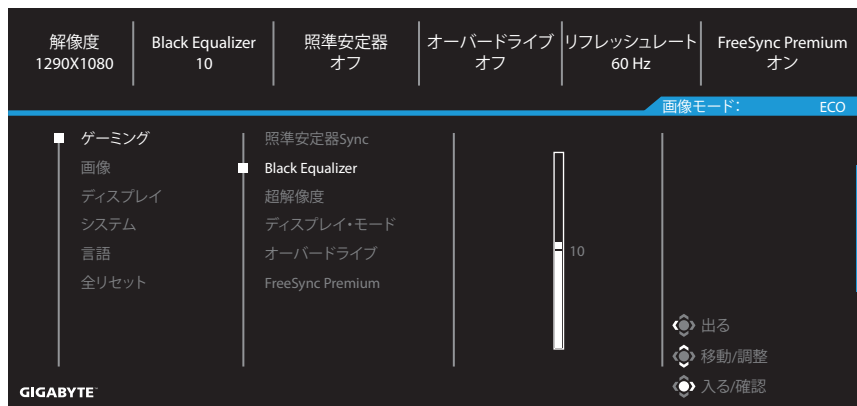 解像度
1290X1080
Black Equalizer
10
照準安定器
オフ
オーバードライブ
オフ
リフレッシュレート
60 Hz
FreeSync Premium
オン
画像モード： ECO
ゲーミング
画像
ディスプレイ
システム
言語
全リセット
照準安定器Sync
Black Equalizer
超解像度
ディスプレイ・モード
オーバードライブ
FreeSync Premium
10
出る
移動/調整
入る/確認
GIGABYTE™